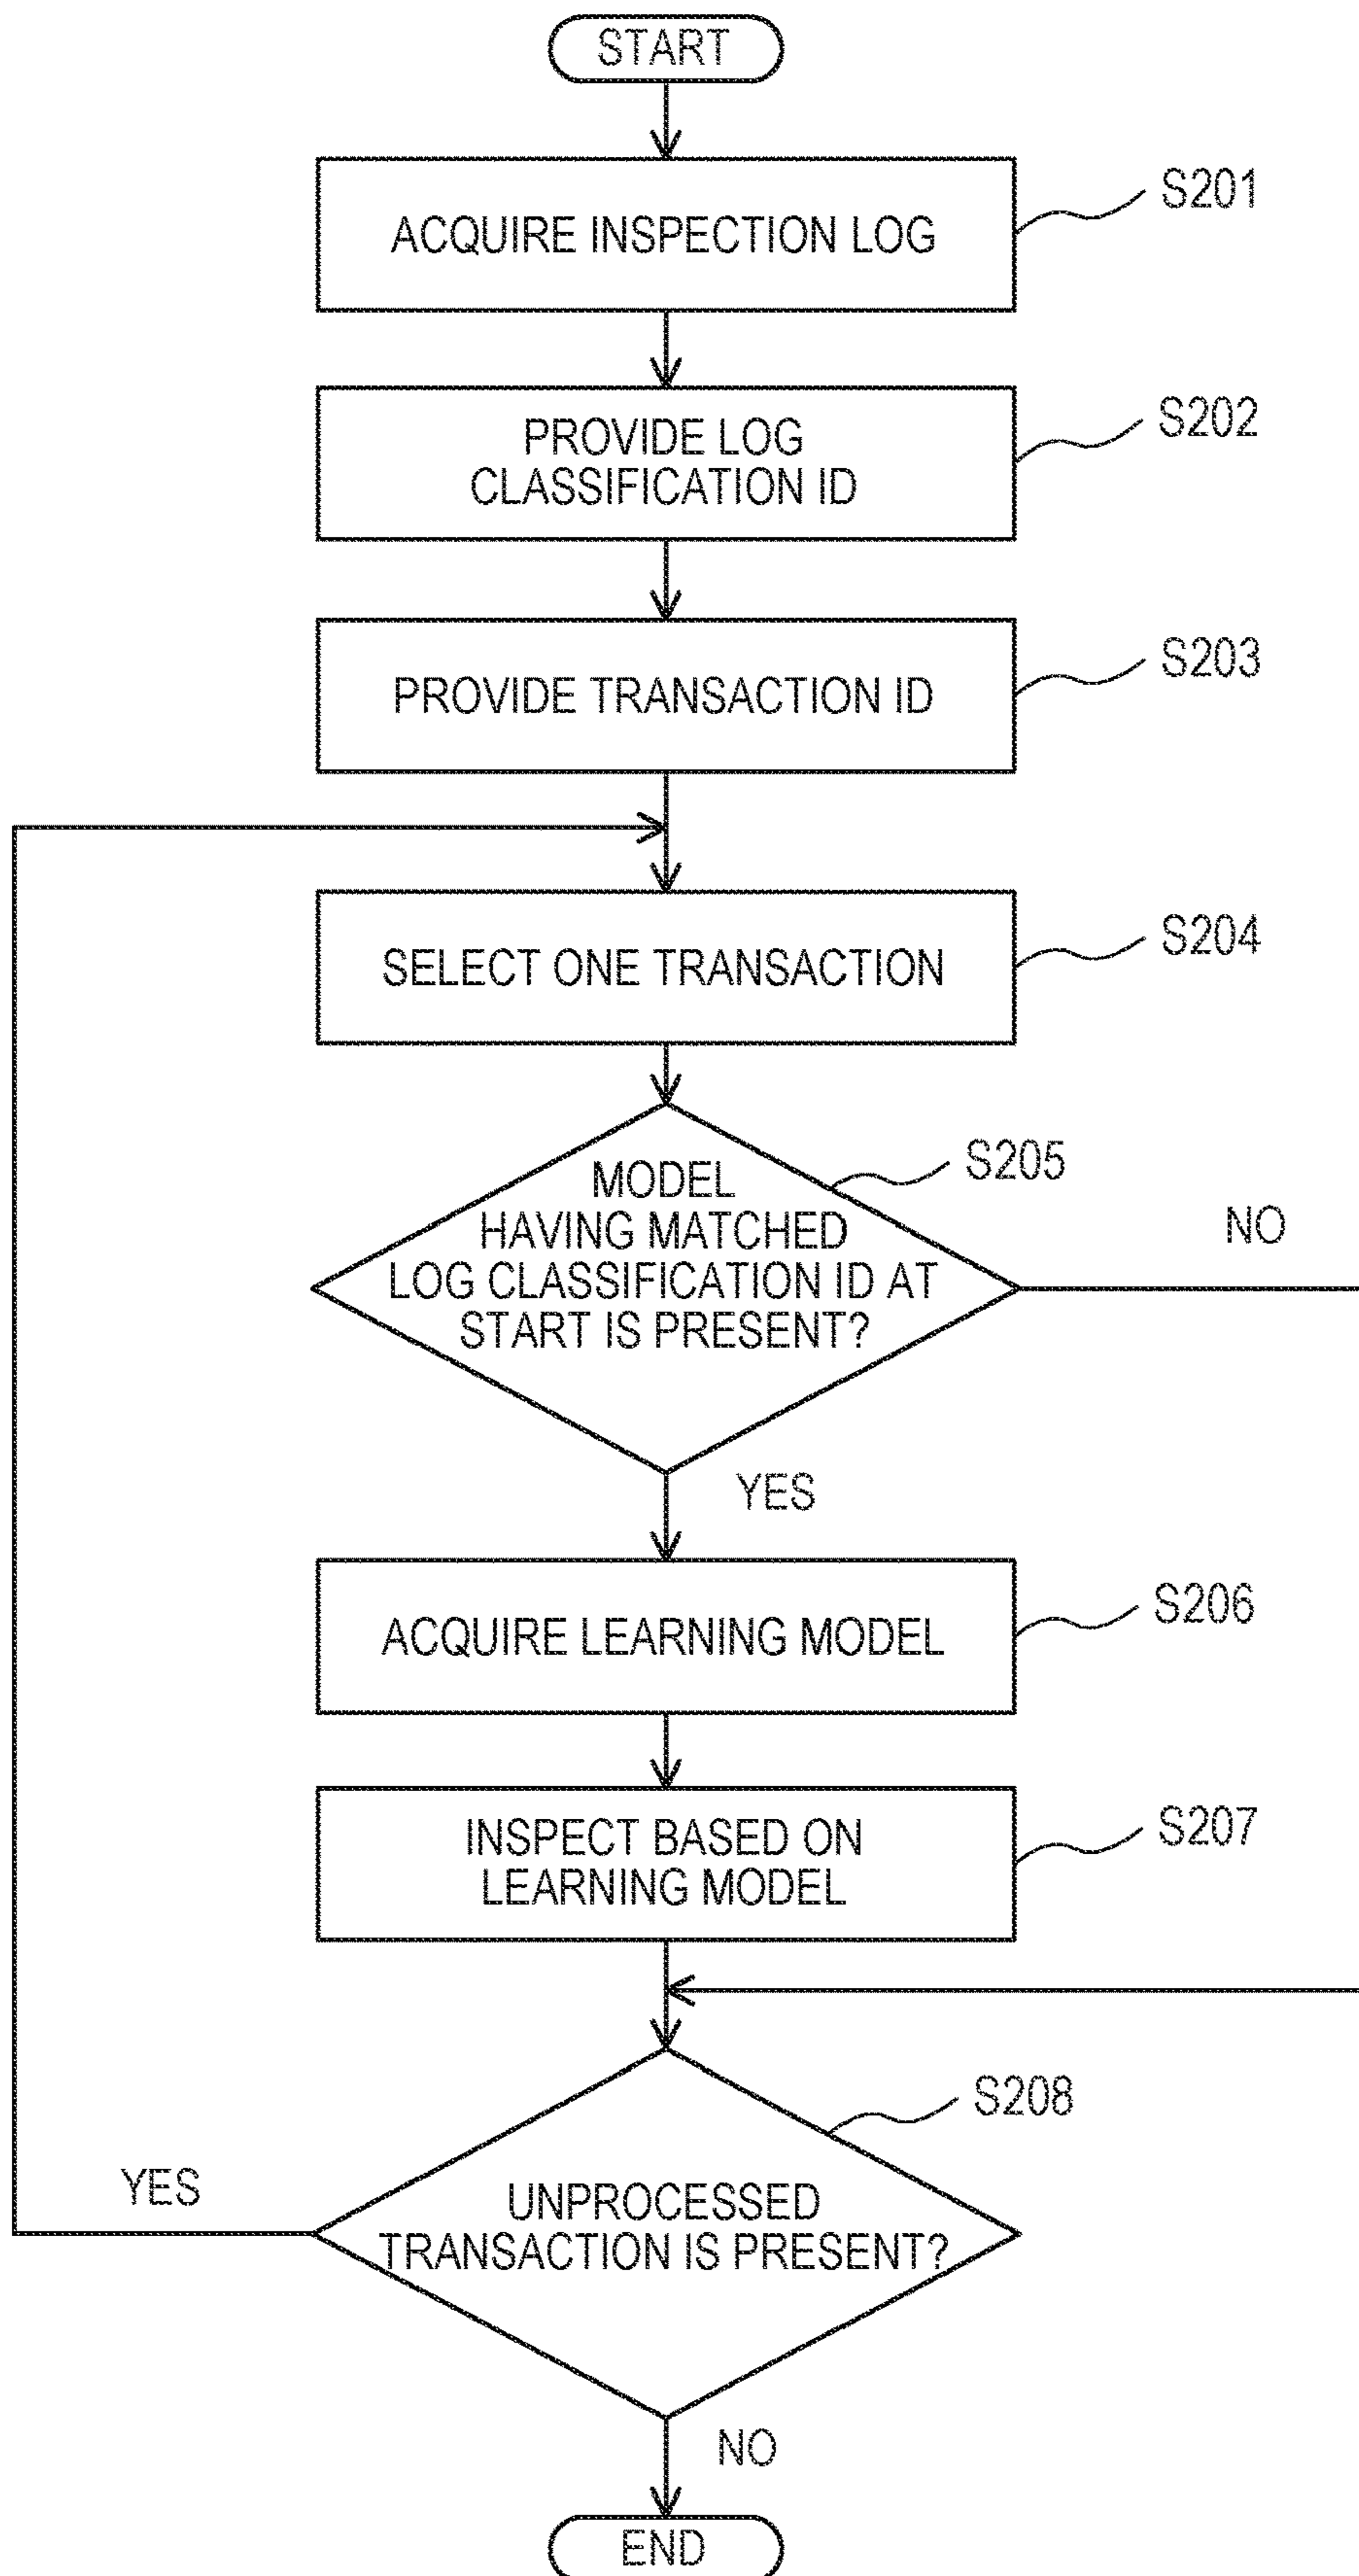 START
ACQUIRE INSPECTION LOG
S201
PROVIDE LOG
CLASSIFICATION ID
S202
PROVIDE TRANSACTION ID
S203
SELECT ONE TRANSACTION
S204
MODEL
HAVING MATCHED
LOG CLASSIFICATION ID AT
START IS PRESENT?
S205
NO
YES
ACQUIRE LEARNING MODEL
S206
INSPECT BASED ON
LEARNING MODEL
S207
UNPROCESSED
TRANSACTION IS PRESENT?
S208
YES
NO
END